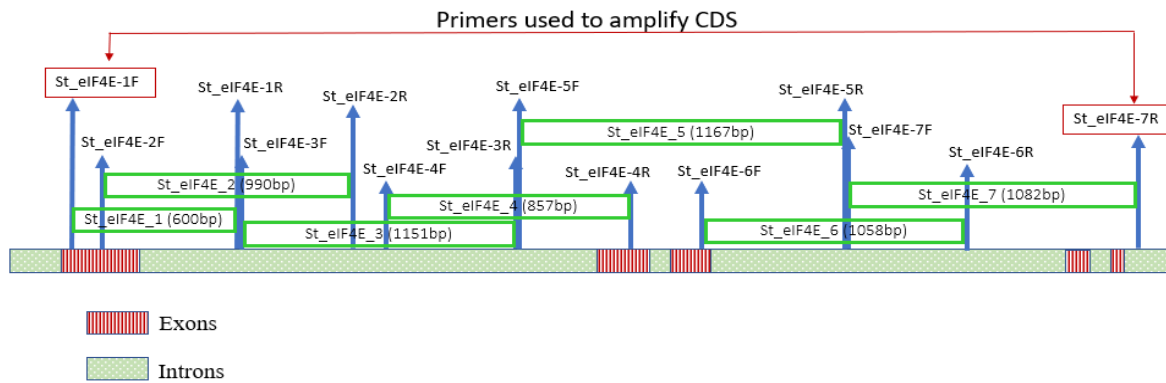 Primers used to amplify CDS
St_eIF4E-1F
St_eIF4E-1R
St_eIF4E-2R
St_eIF4E-5F
St_eIF4E-5R
St_eIF4E-7R
St_eIF4E-2F
St_eIF4E-3F
St_eIF4E-3R
St_eIF4E-5 (1167bp)
St_eIF4E-7F
St_eIF4E-6R
St_eIF4E-4F
St_eIF4E-4R
St_eIF4E-6F
St_eIF4E_2 (990bp)
St_eIF4E_7 (1082bp)
St_eIF4E_4 (857bp)
St_eIF4E_1 (600bp)
St_eIF4E_3 (1151bp)
St_eIF4E_6 (1058bp)
Exons
Introns